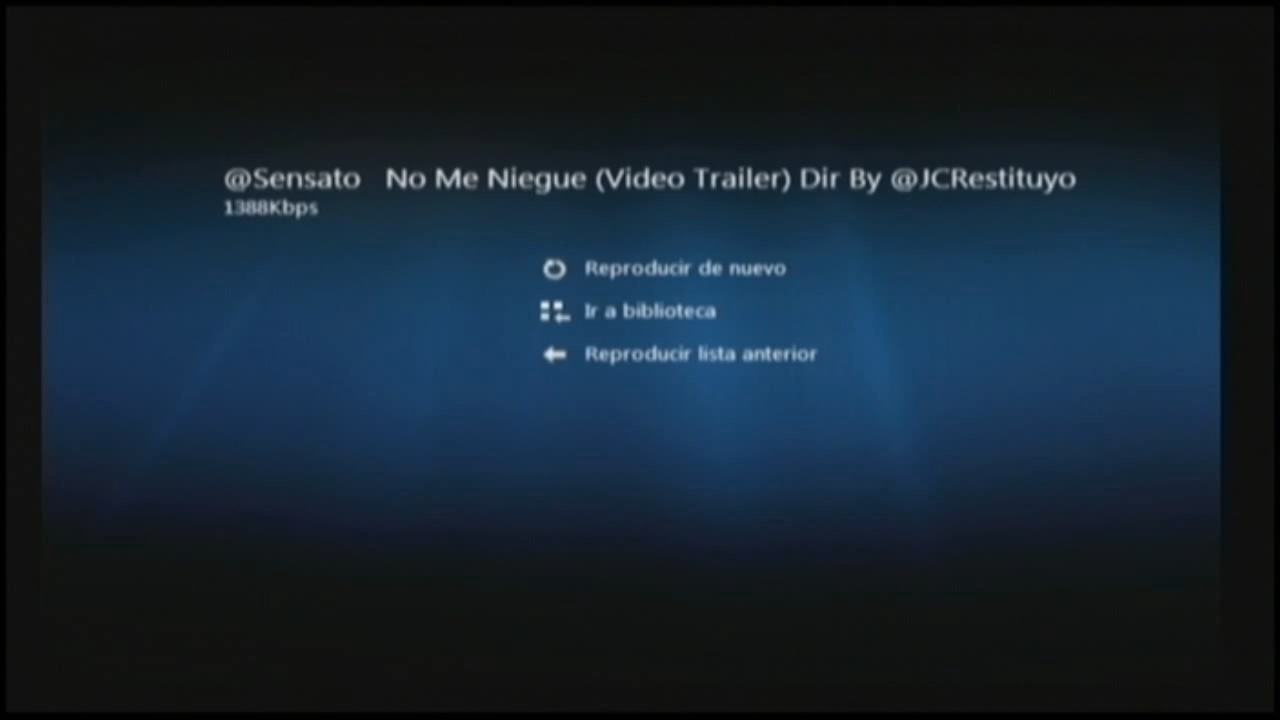 @Sensato No Me Niegue (Video Trailer) Dir By @JCRestituyo
1388Kbps
Reproducir de nuevo
Ir a biblioteca
Reproducir lista anterior